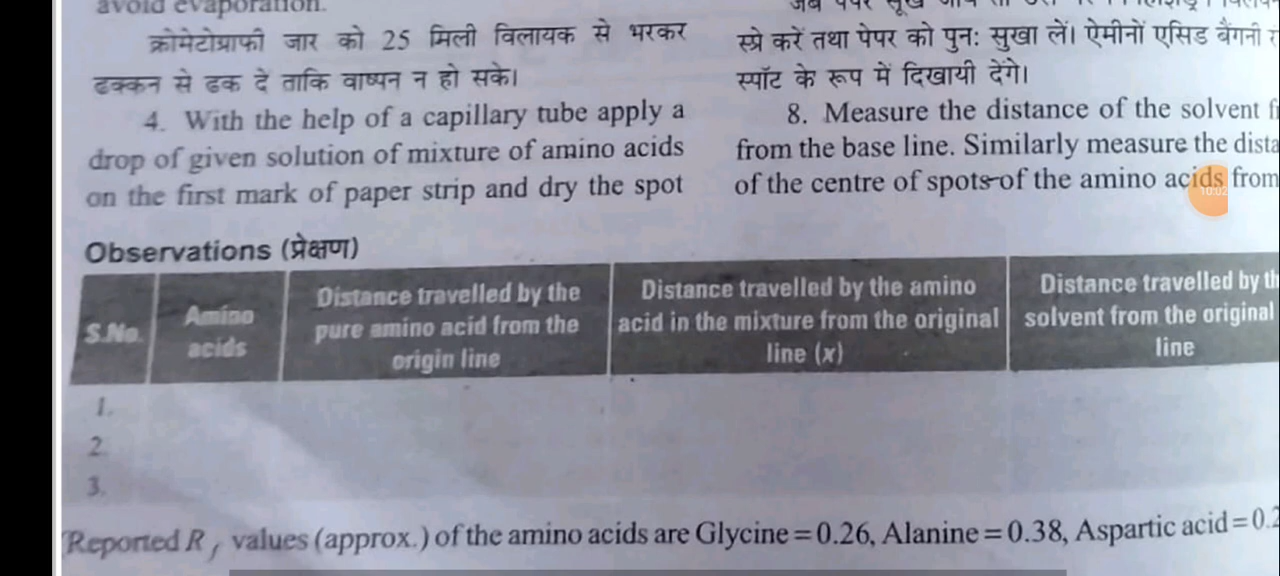 avoid evaporation.
क्रोमेटोग्राफी जार को 25 मिली विलायक से भरकर
ढक्कन से ढक दे ताकि वाष्पन न हो सके।
4. With the help of a capillary tube apply a
drop of given solution of mixture of amino acids
on the first mark of paper strip and dry the spot
स्प्रे करें तथा पेपर को पुनः सुखा लें। ऐमीनों एसिड बैंगनी
स्पॉट के रूप में दिखायी देंगे।
8. Measure the distance of the solvent
from the base line. Similarly measure the
of the centre of spots of the amino acids from
10:02
Observations (प्रेक्षण)
S.No.
Amino
acids
Distance travelled by the
pure amino acid from the
origin line
Distance travelled by the amino
acid in the mixture from the original
line (x)
Distance travelled by
solvent from the original
line
1.
2.
3.
Reported R f values (approx.) of the amino acids are Glycine = 0.26, Alanine = 0.38, Aspartic acid = 0.2